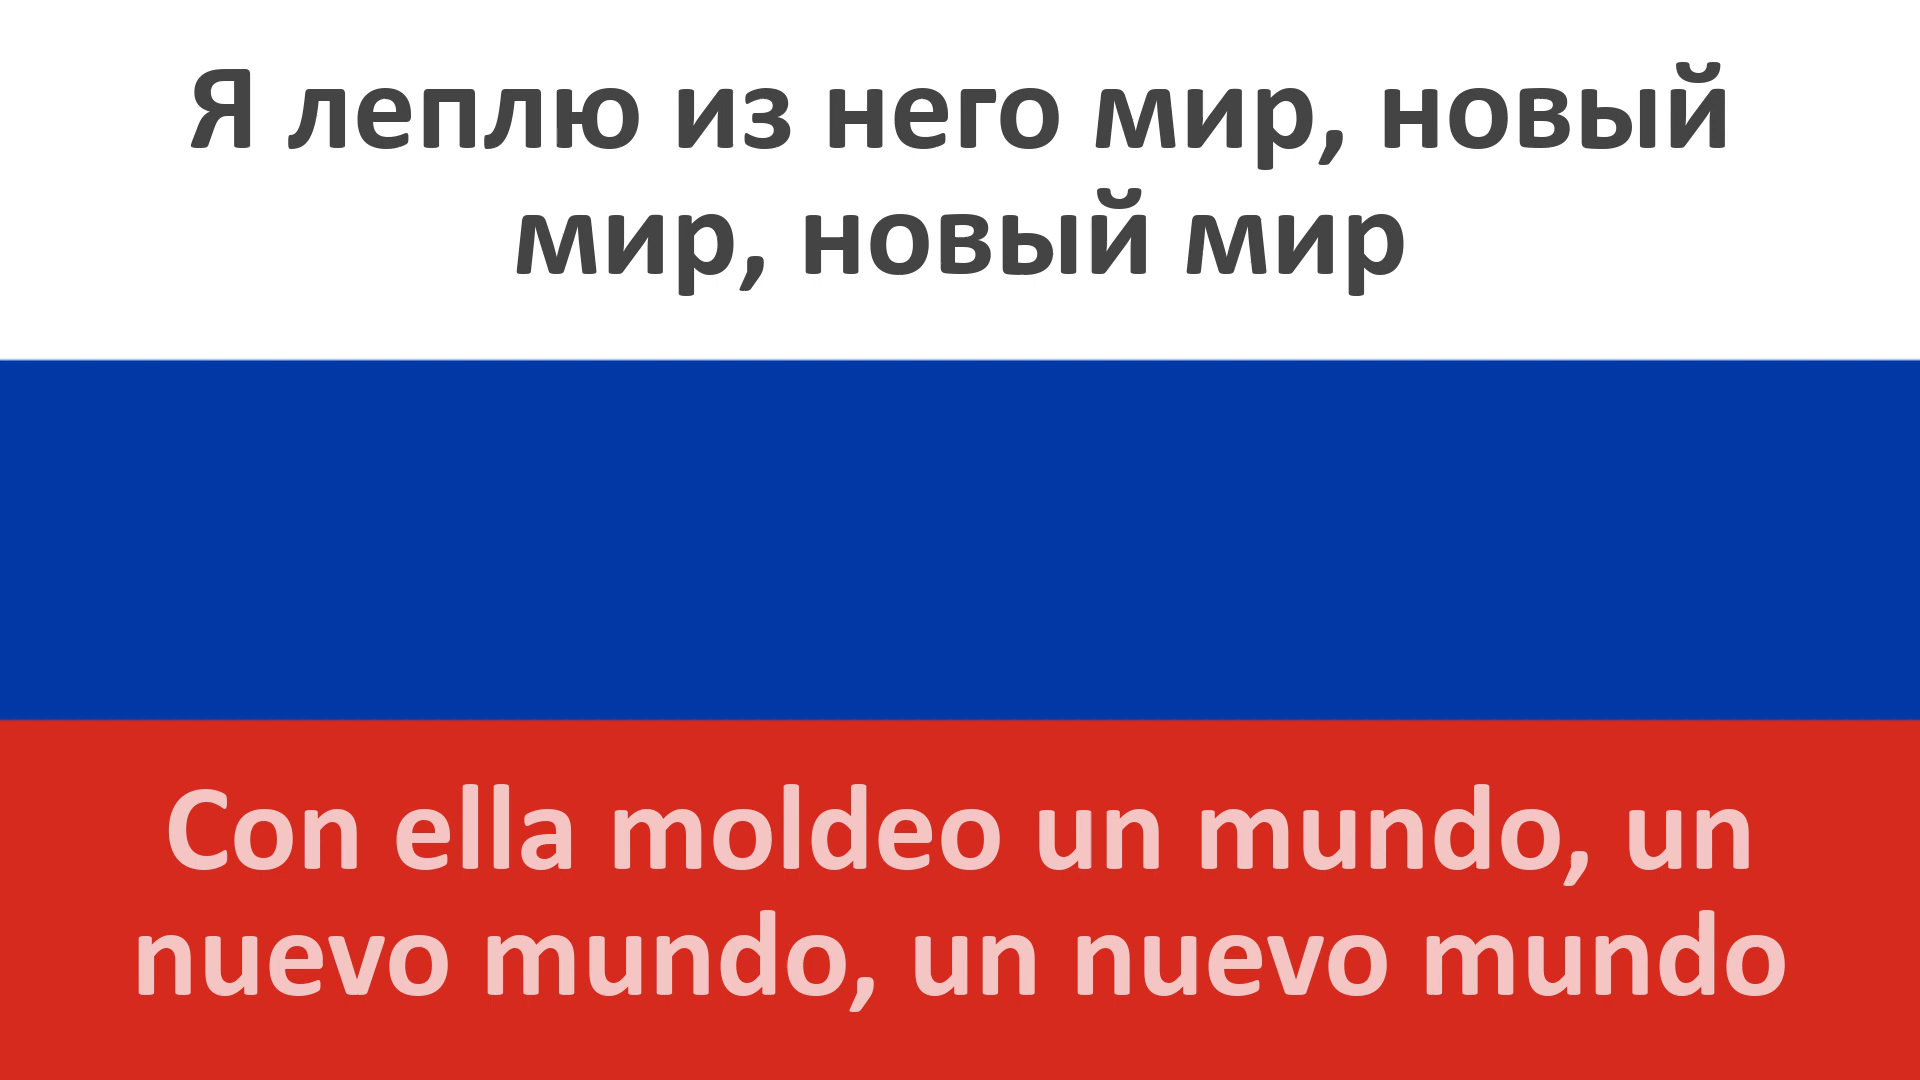 Я леплю из него мир, новый
мир, новый мир
Con ella moldeo un mundo, un
nuevo mundo, un nuevo mundo